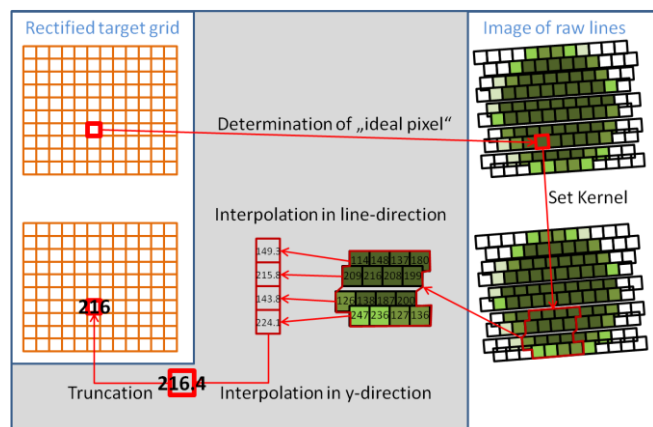 Rectified target grid
Image of raw lines
Determination of „ideal pixel“
Set Kernel
Interpolation in line-direction
149.3
114 148 137 180
215.8
209 216 208 199
143.8
126 138 187 200
224.1
247 236 127 136
216
216.4
Truncation
Interpolation in y-direction